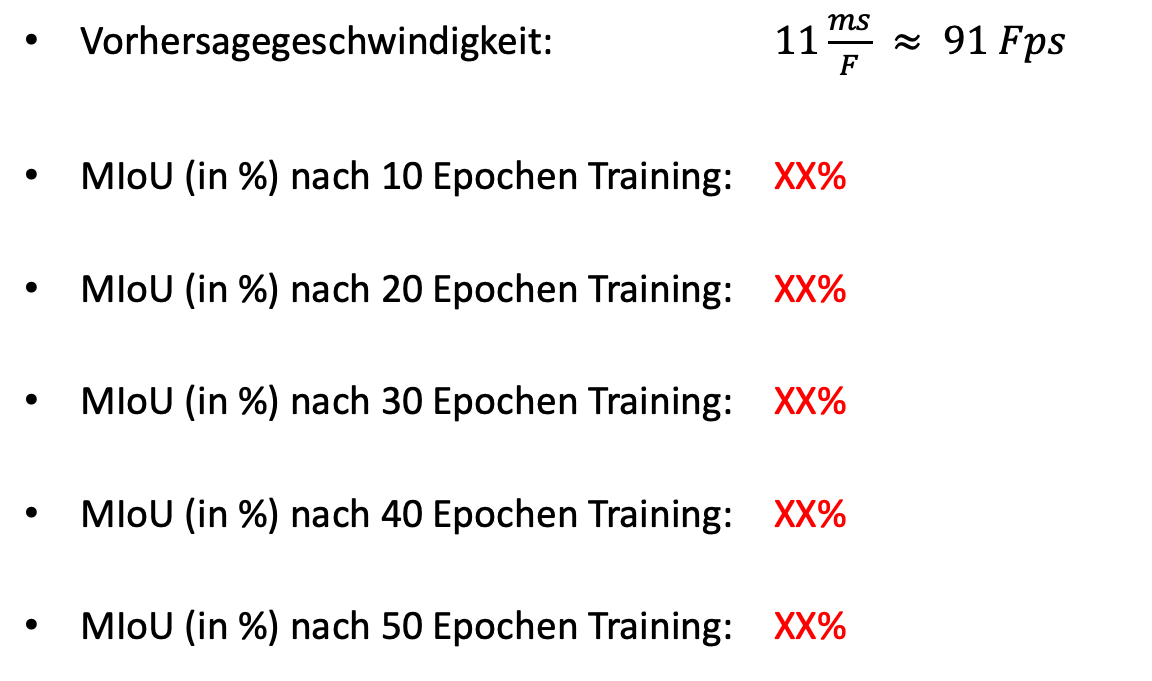 • Vorhersagegeschwindigkeit: 11 ms/F ≈ 91 Fps
• MIoU (in %) nach 10 Epochen Training: XX%
• MIoU (in %) nach 20 Epochen Training: XX%
• MIoU (in %) nach 30 Epochen Training: XX%
• MIoU (in %) nach 40 Epochen Training: XX%
• MIoU (in %) nach 50 Epochen Training: XX%